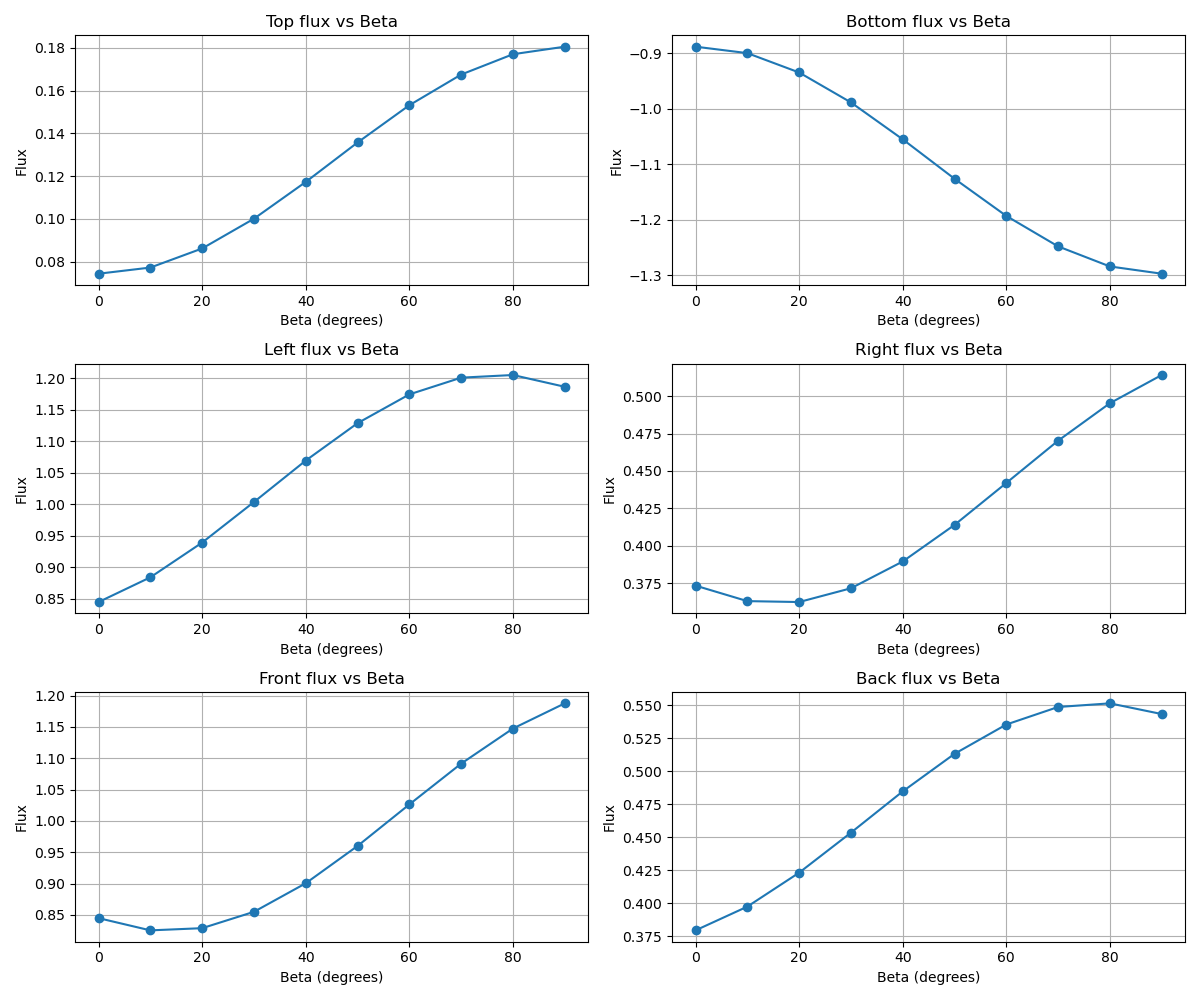 Top flux vs Beta
Flux
0.18
0.16
0.14
0.12
0.10
0.08
0 20 40 60 80
Beta (degrees)
Bottom flux vs Beta
Flux
−0.9
−1.0
−1.1
−1.2
−1.3
0 20 40 60 80
Beta (degrees)
Left flux vs Beta
Flux
1.20
1.15
1.10
1.05
1.00
0.95
0.90
0.85
0 20 40 60 80
Beta (degrees)
Right flux vs Beta
Flux
0.500
0.475
0.450
0.425
0.400
0.375
0 20 40 60 80
Beta (degrees)
Front flux vs Beta
Flux
1.20
1.15
1.10
1.05
1.00
0.95
0.90
0.85
0 20 40 60 80
Beta (degrees)
Back flux vs Beta
Flux
0.550
0.525
0.500
0.475
0.450
0.425
0.400
0.375
0 20 40 60 80
Beta (degrees)